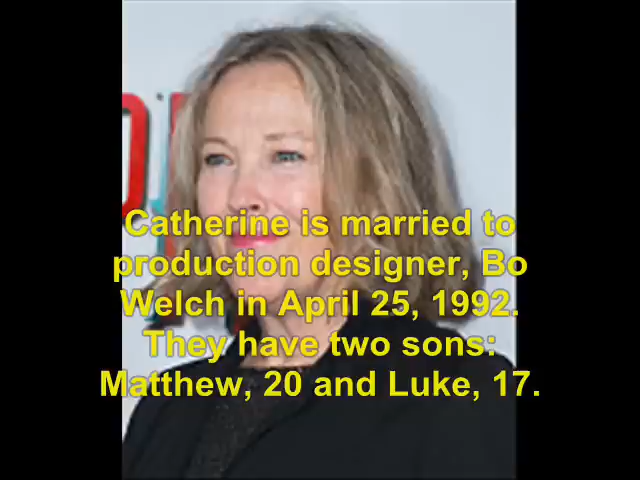 Catherine is married to
production designer, Bo
Welch in April 25, 1992.
They have two sons:
Matthew, 20 and Luke, 17.